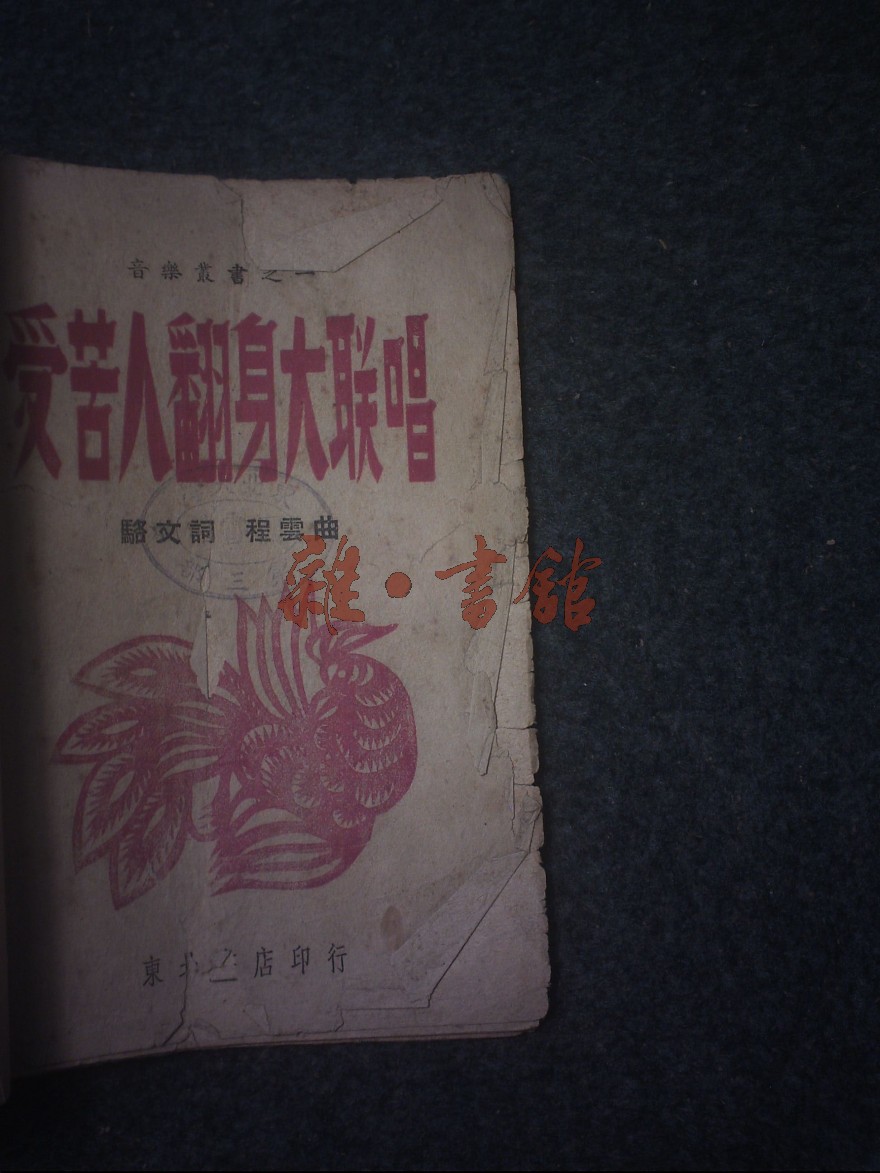 音樂叢書之一
受苦人翻身大联唱
駱文詞 程雲曲
雜·書館
東北書店印行